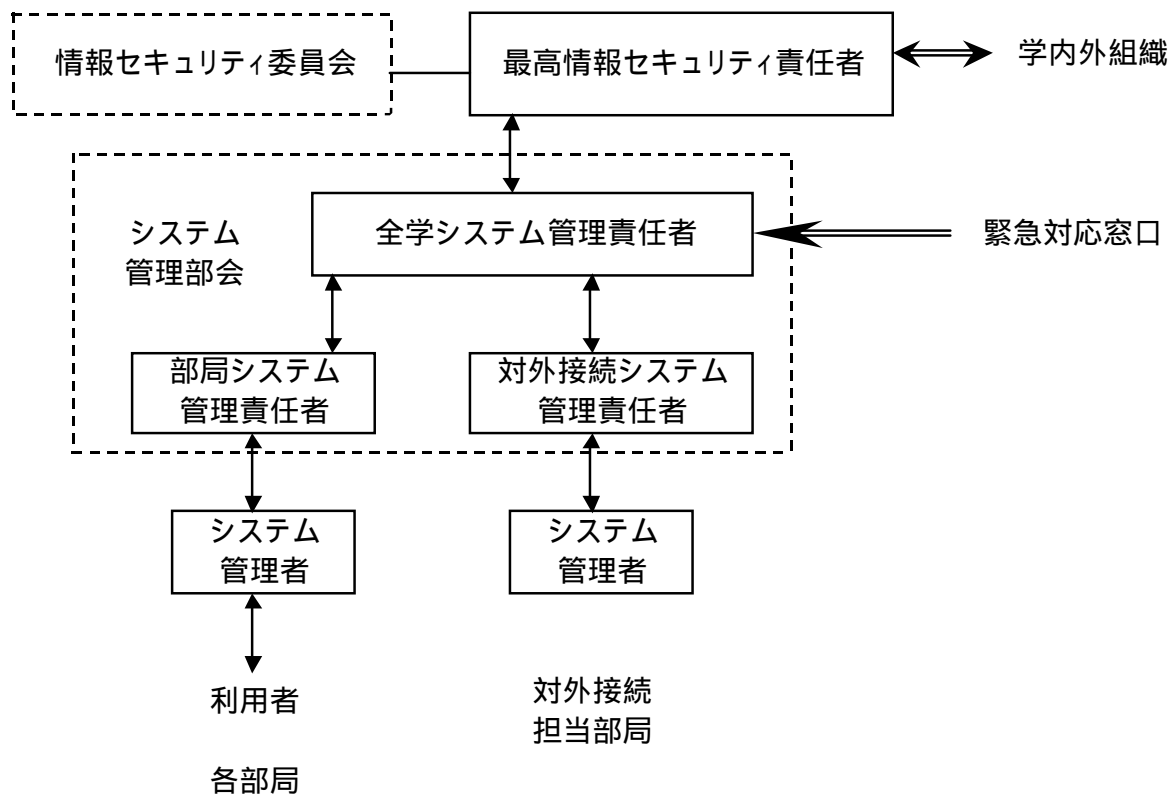 情報セキュリティ委員会
最高情報セキュリティ責任者
学内外組織
システム
管理部会
全学システム管理責任者
緊急対応窓口
部局システム
管理責任者
対外接続システム
管理責任者
システム
管理者
システム
管理者
利用者
対外接続
担当部局
各部局